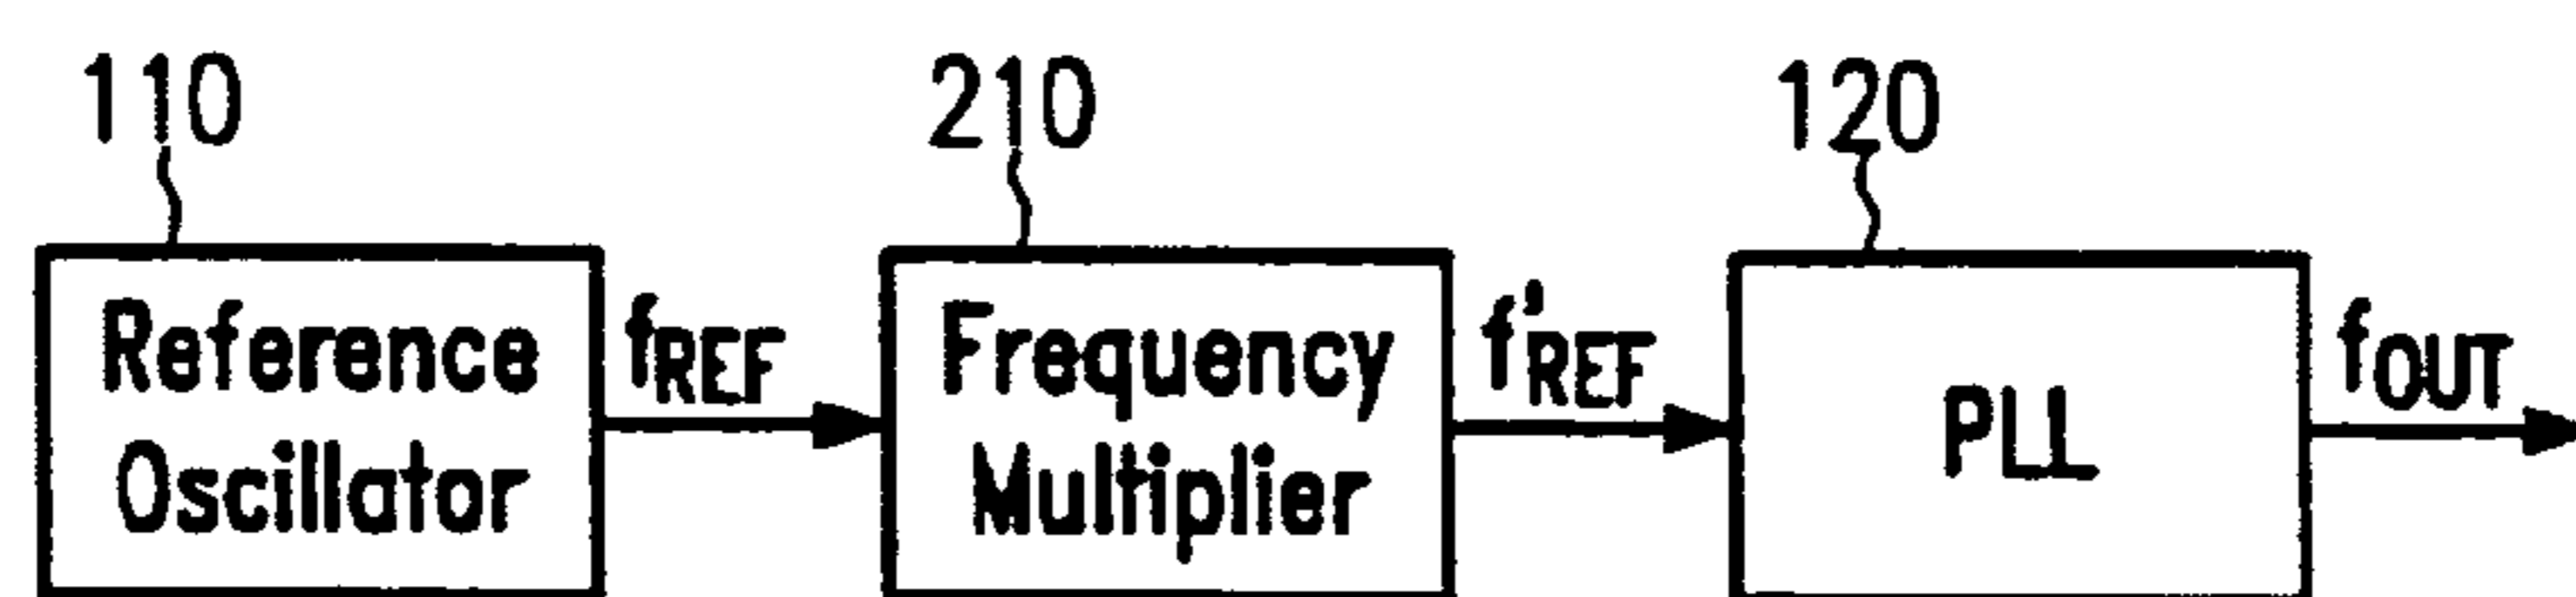 110
210
120
Reference
Oscillator
fREF
Frequency
Multiplier
f'REF
PLL
fOUT